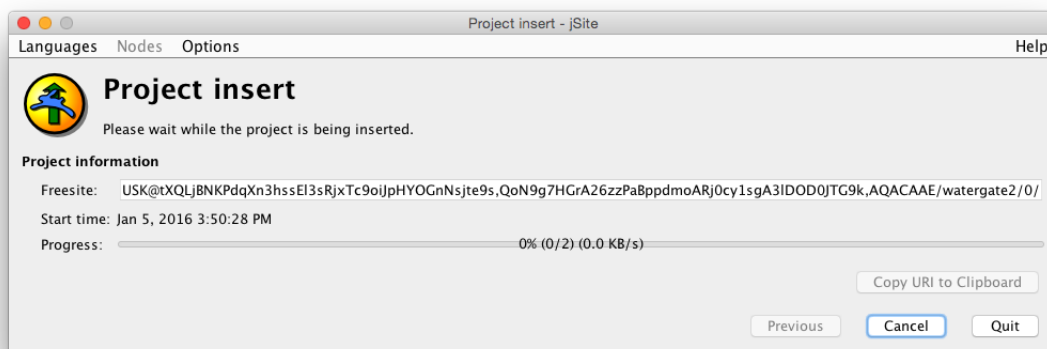 Project insert - jSite
Languages Nodes Options Help
Project insert
Please wait while the project is being inserted.
Project information
Freesite: USK@tXQLjBNKPdqXn3hssEl3sRjxTc9oiJpHYOGnNsjte9s,QoN9g7HGrA26zzPaBppdmoARj0cy1sgA3lDOD0JTG9k,AQACAAE/watergate2/0/
Start time: Jan 5, 2016 3:50:28 PM
Progress: 0% (0/2) (0.0 KB/s)
Copy URI to Clipboard
Previous Cancel Quit